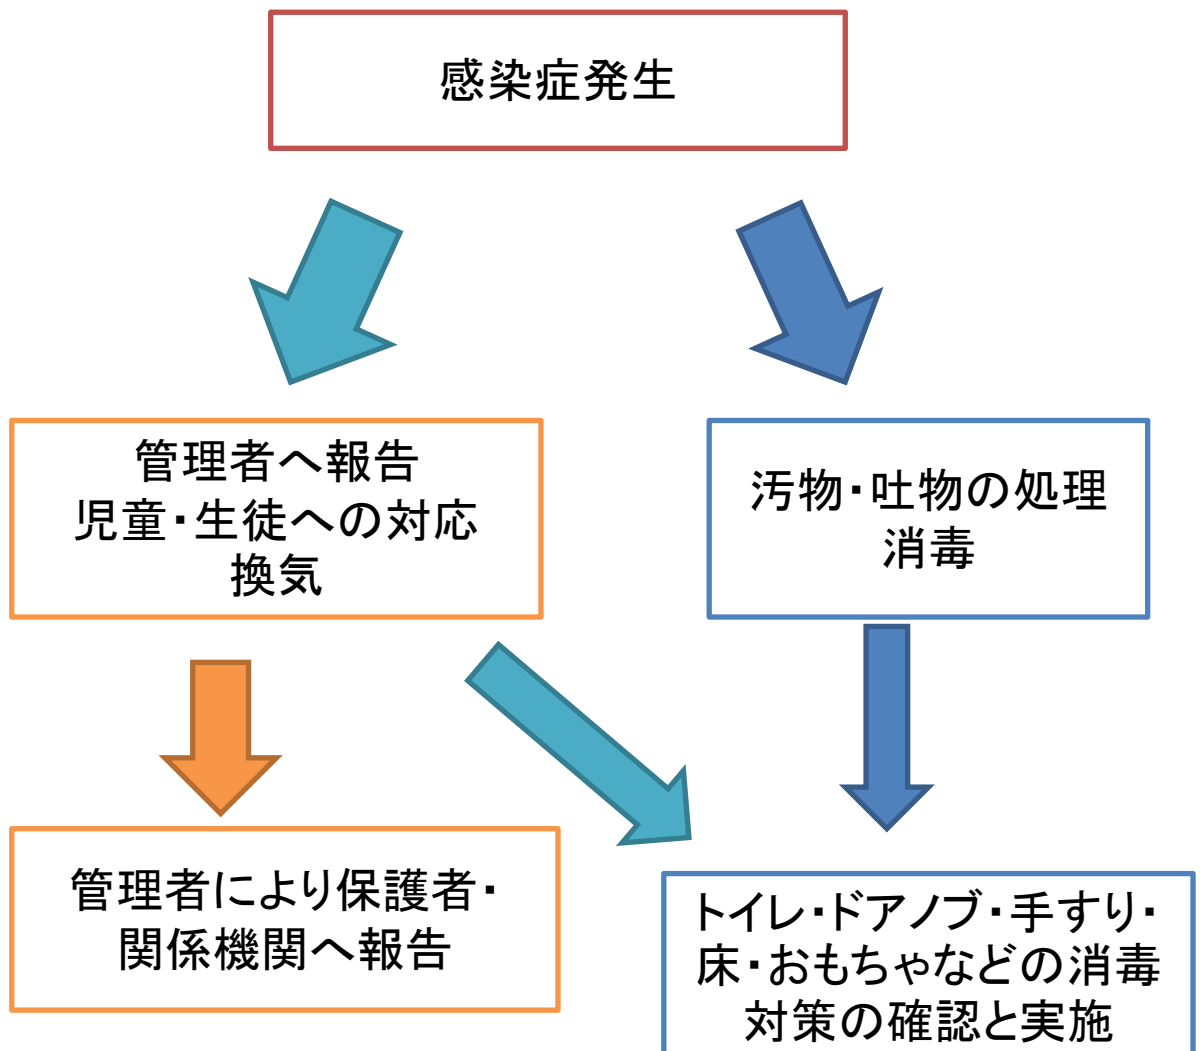 感染症発生
管理者へ報告
児童・生徒への対応
換気
汚物・吐物の処理
消毒
管理者により保護者・
関係機関へ報告
トイレ・ドアノブ・手すり・
床・おもちゃなどの消毒
対策の確認と実施